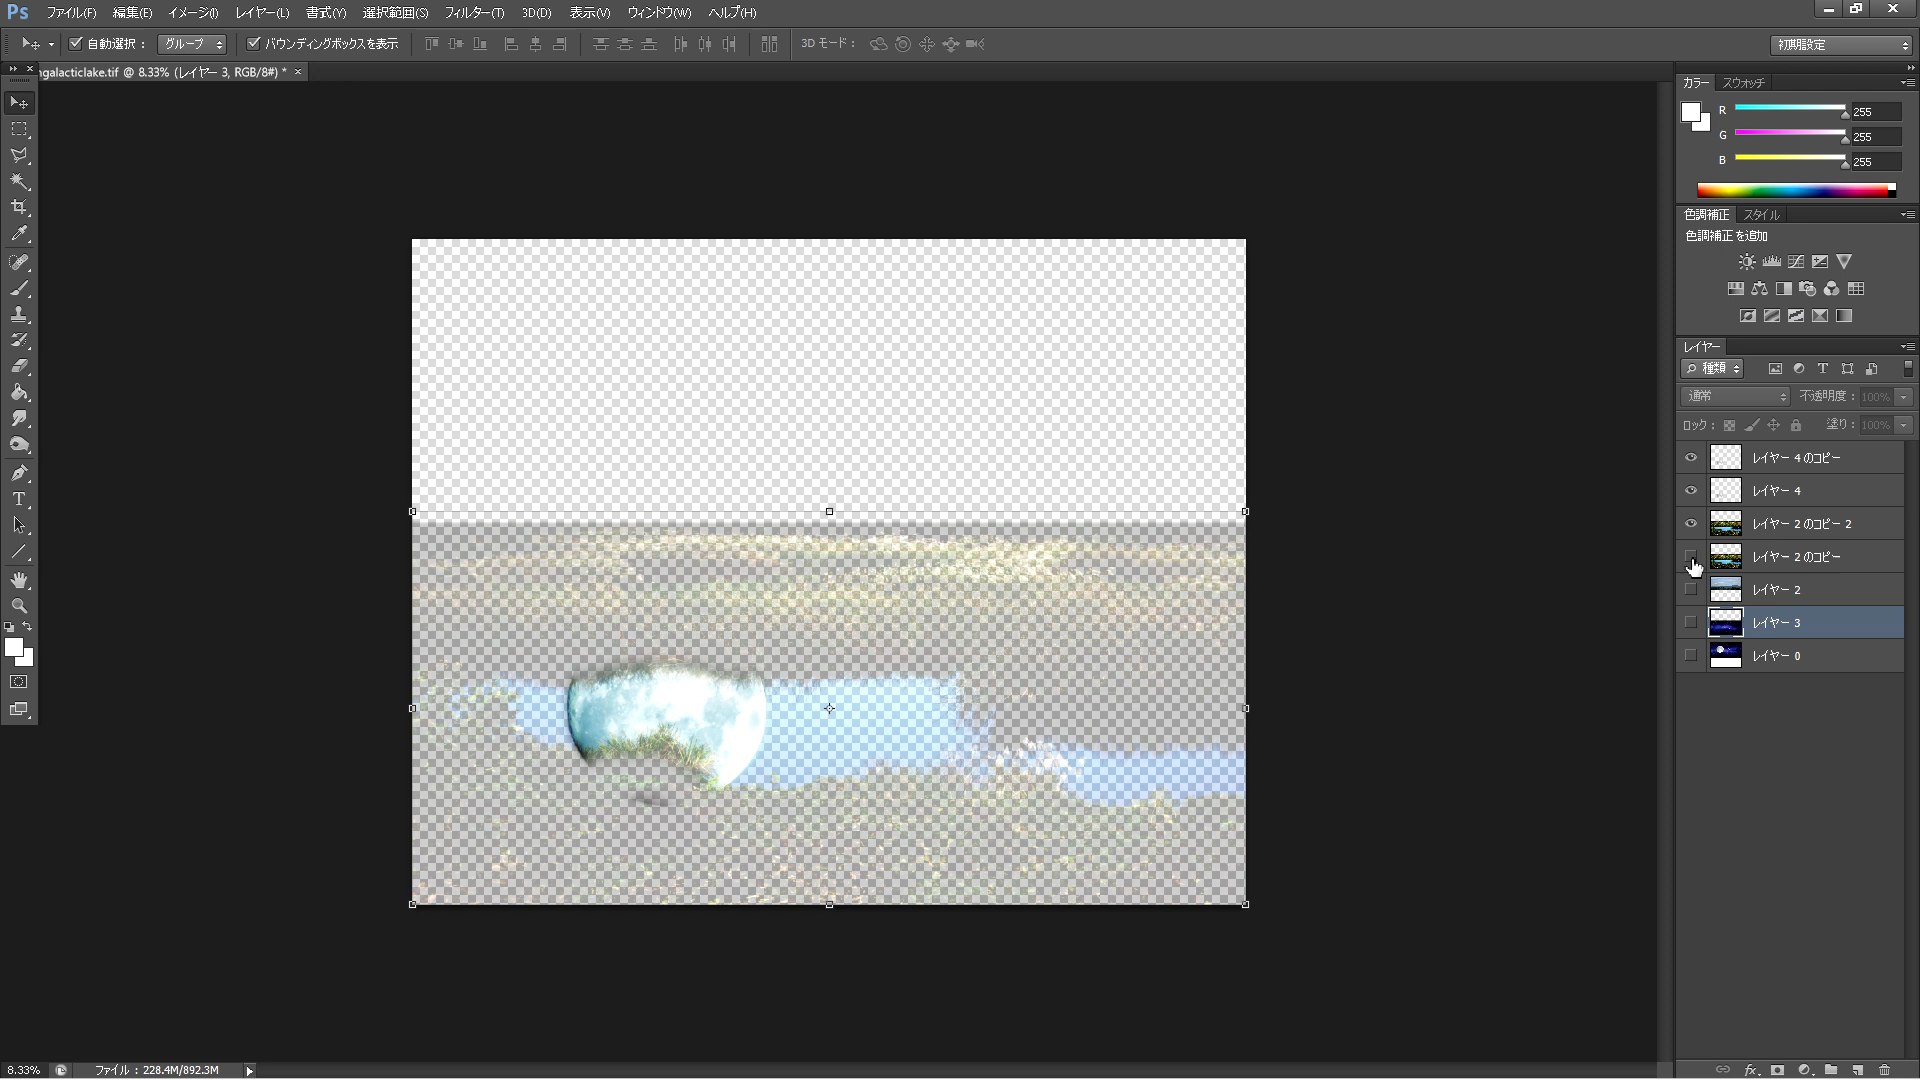 Ps ファイル(F) 編集(E) イメージ(I) レイヤー(L) 書式(Y) 選択範囲(S) フィルター(T) 3D(D) 表示(V) ウィンドウ(W) ヘルプ(H)
自動選択 : グループ バウンディングボックスを表示 3D モード : 初期設定
galacticlake.tif @ 8.33% (レイヤー 3, RGB/8#) * ×
カラー スウォッチ
R 255
G 255
B 255
色調補正 スタイル
色調補正を追加
レイヤー
種類
通常 不透明度 : 100%
ロック : 塗り : 100%
レイヤー 4 のコピー
レイヤー 4
レイヤー 2 のコピー 2
レイヤー 2 のコピー
レイヤー 2
レイヤー 3
レイヤー 0
8.33% ファイル : 228.4M/892.3M